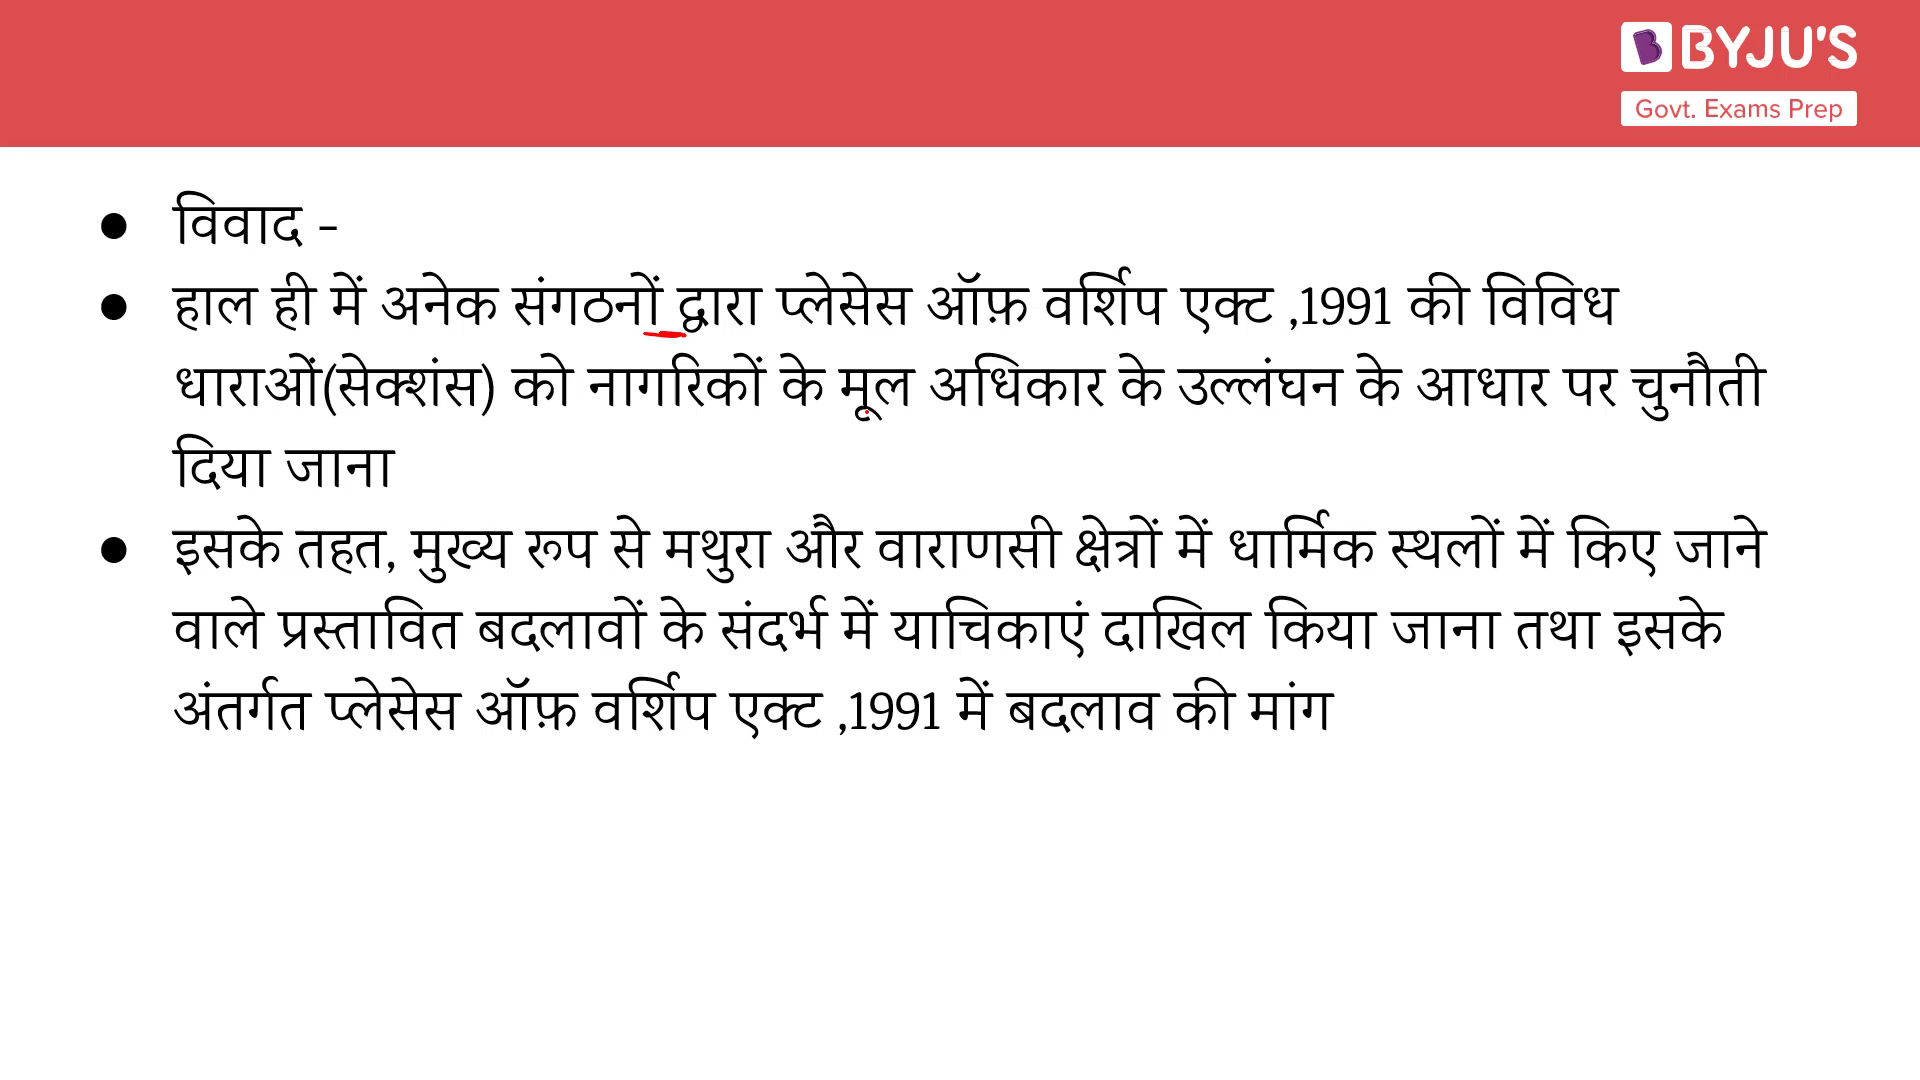 BYJU'S
Govt. Exams Prep
● विवाद -
● हाल ही में अनेक संगठनों द्वारा प्लेसेस ऑफ़ वर्शिप एक्ट ,1991 की विविध
धाराओं(सेक्शंस) को नागरिकों के मूल अधिकार के उल्लंघन के आधार पर चुनौती
दिया जाना
● इसके तहत, मुख्य रूप से मथुरा और वाराणसी क्षेत्रों में धार्मिक स्थलों में किए जाने
वाले प्रस्तावित बदलावों के संदर्भ में याचिकाएं दाखिल किया जाना तथा इसके
अंतर्गत प्लेसेस ऑफ़ वर्शिप एक्ट ,1991 में बदलाव की मांग